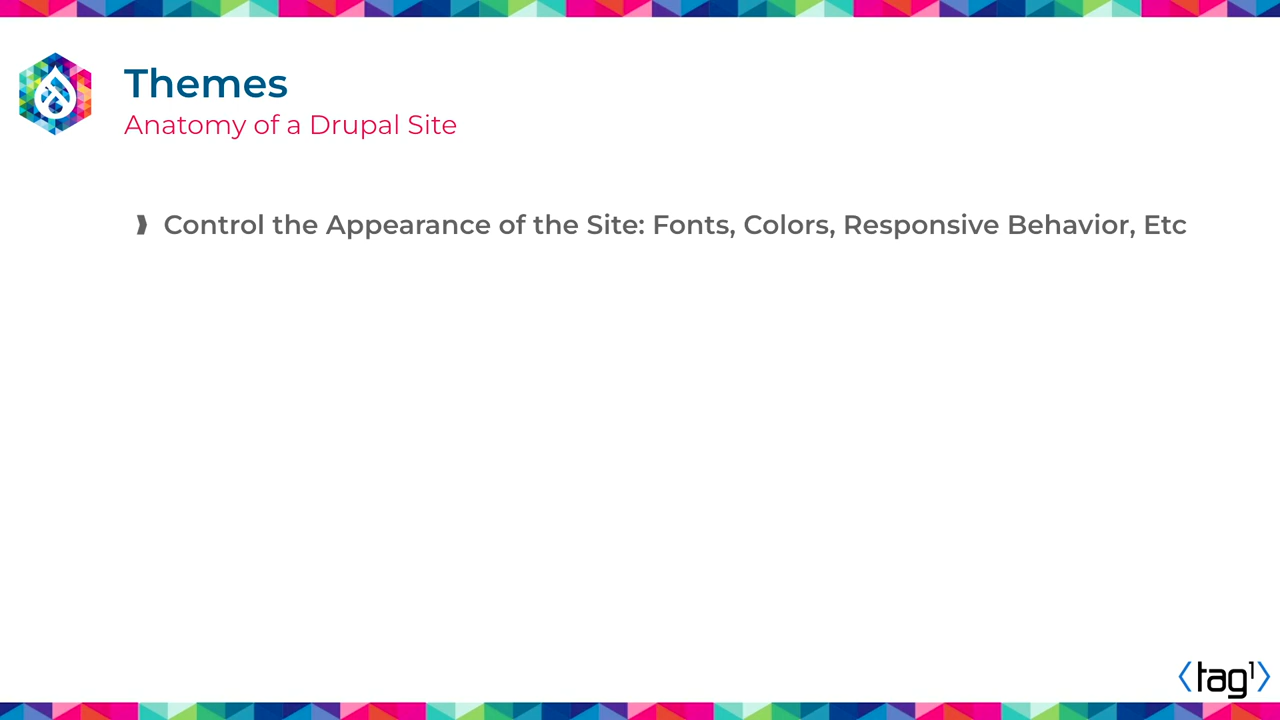 Themes
Anatomy of a Drupal Site
Control the Appearance of the Site: Fonts, Colors, Responsive Behavior, Etc
tag1